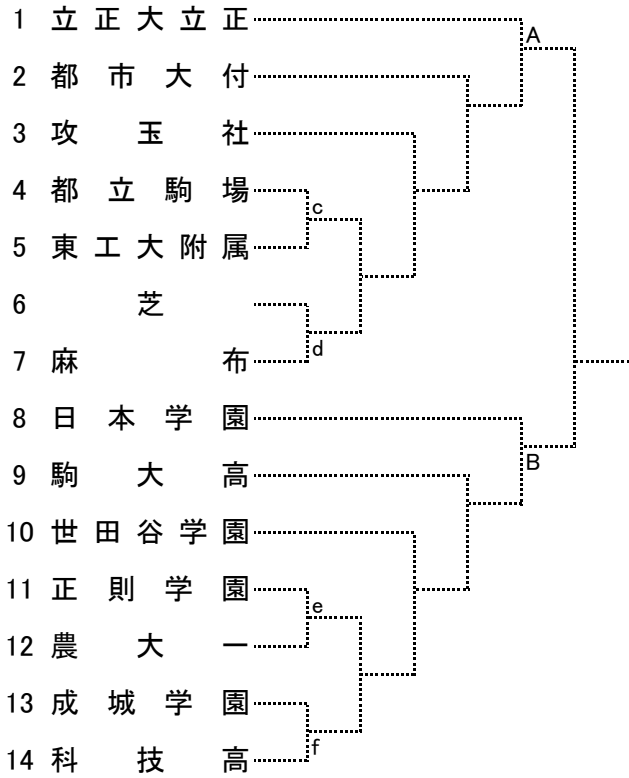 1 立正大立正
A
2 都市大付
3 攻玉社
4 都立駒場
c
5 東工大附属
6 芝
d
7 麻布
8 日本学園
B
9 駒大高
10 世田谷学園
11 正則学園
e
12 農大一
13 成城学園
f
14 科技高